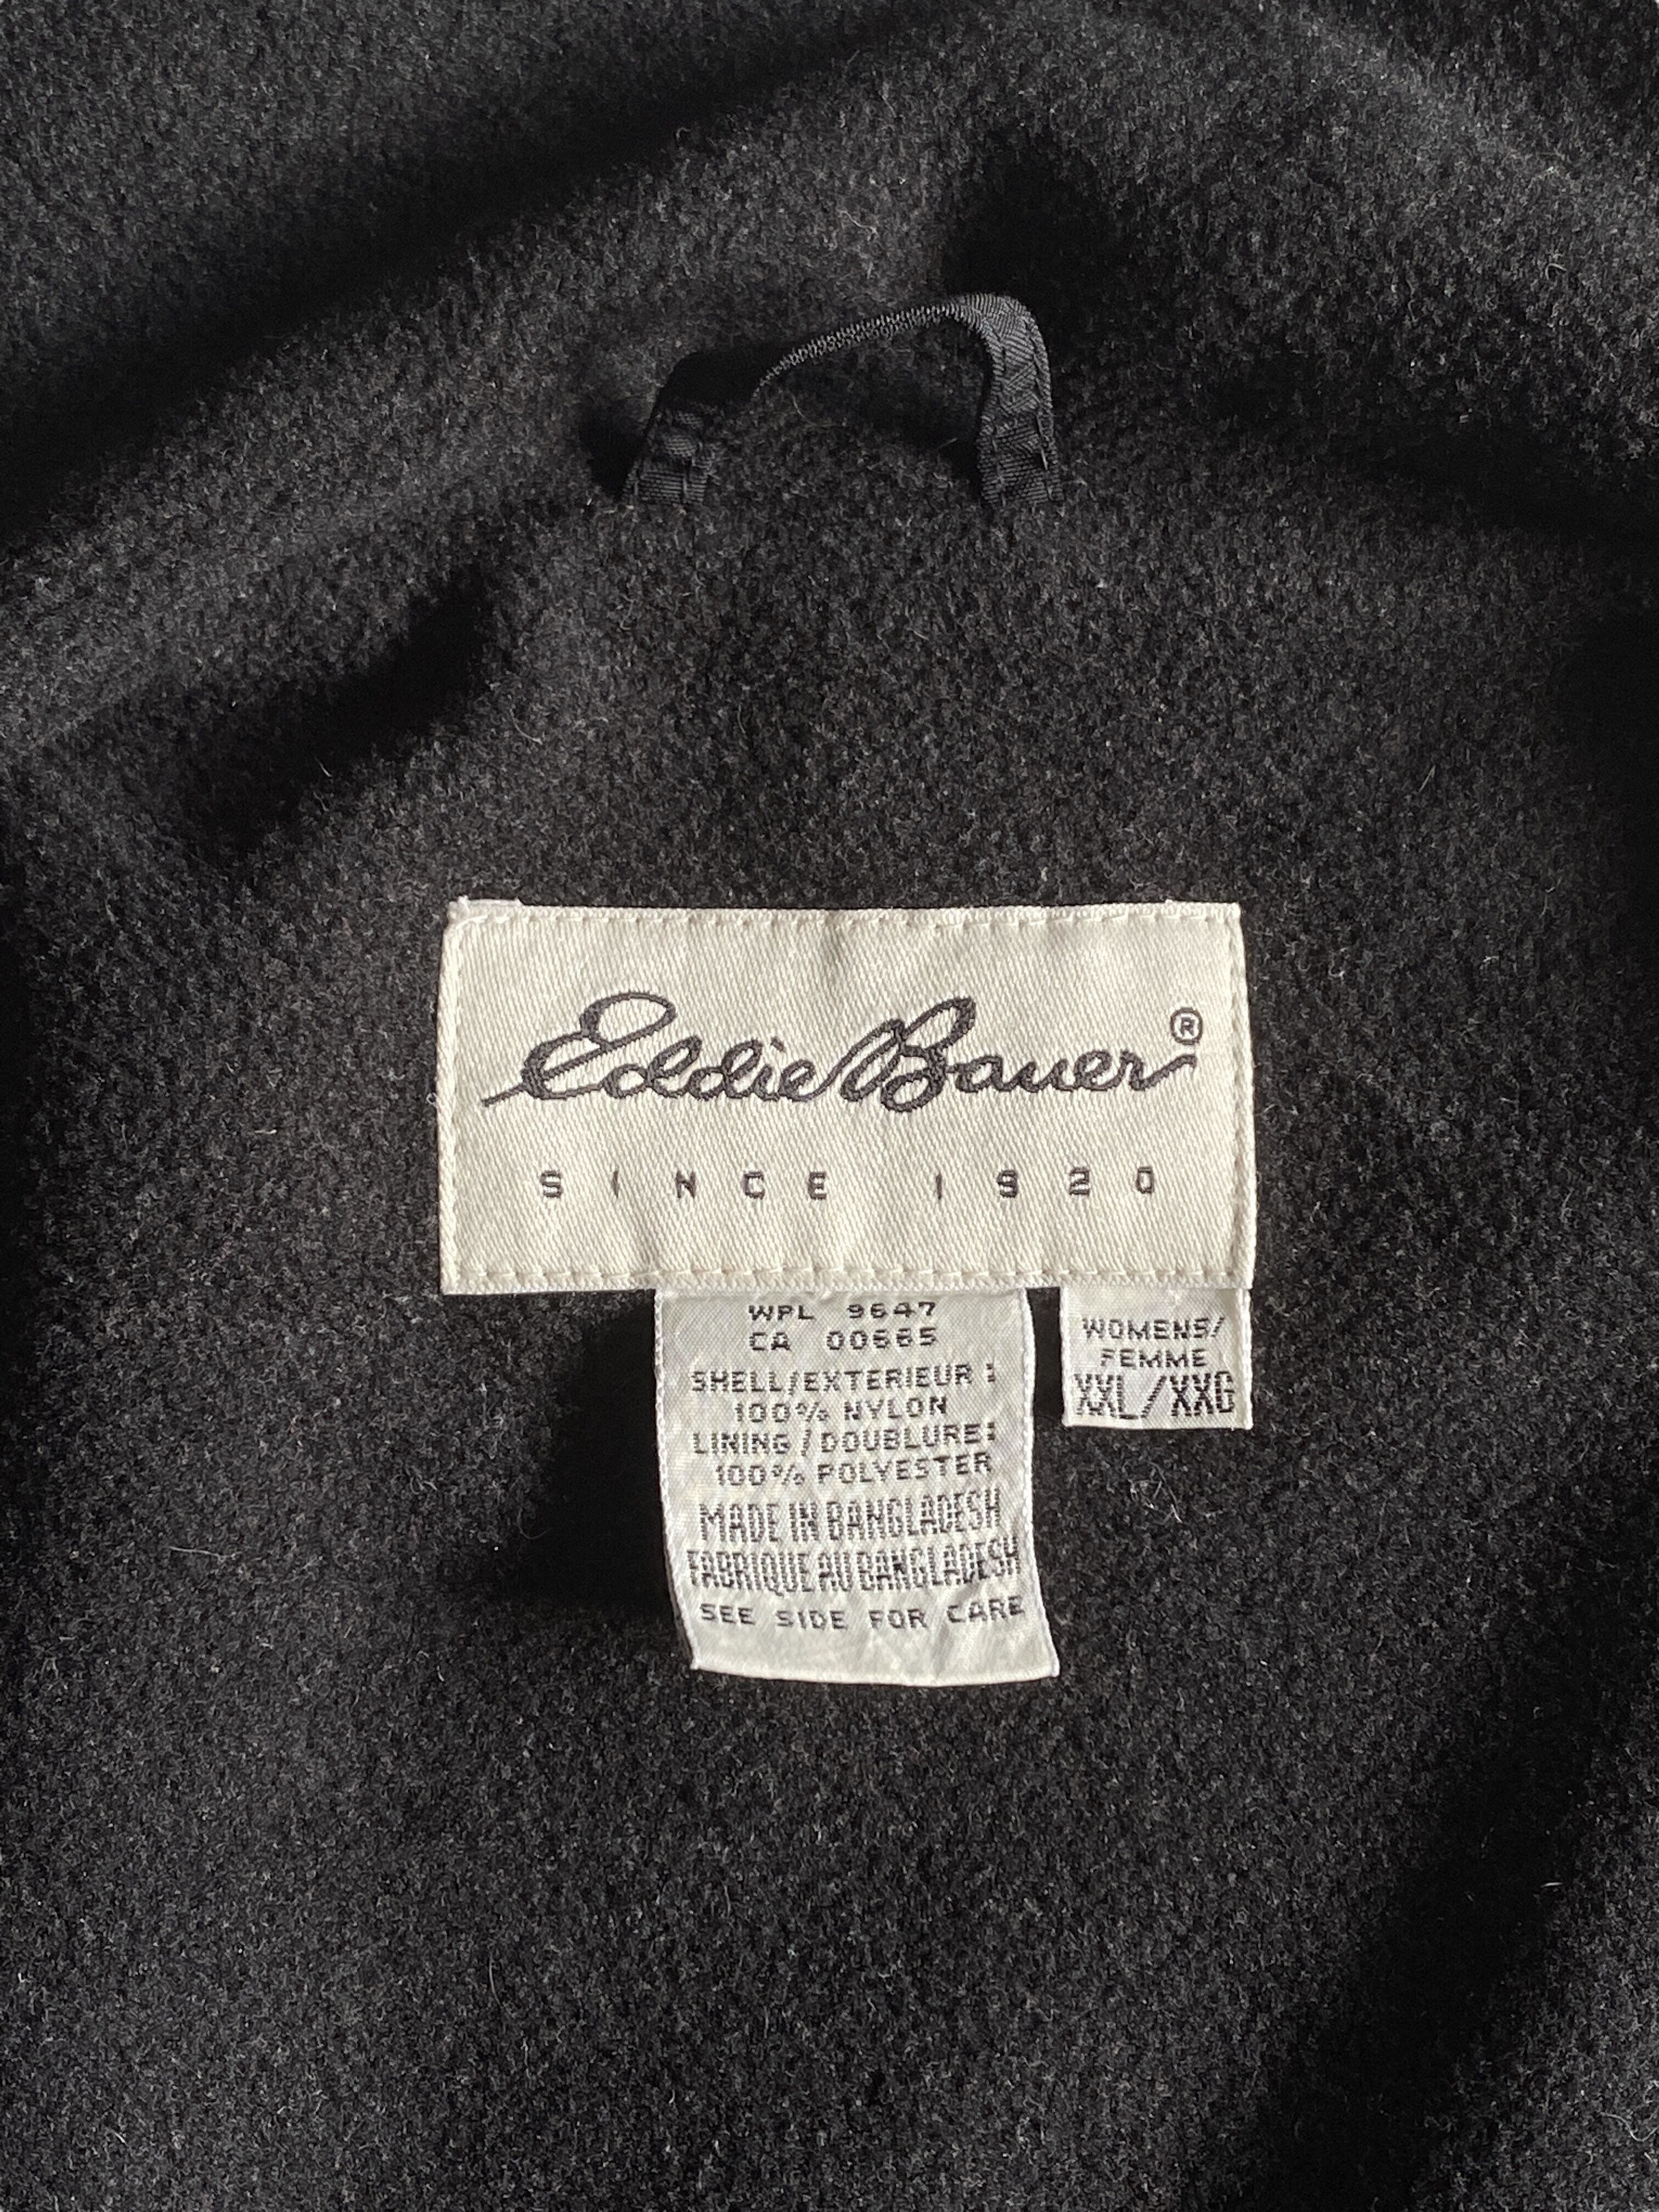 Eddie Bauer®
SINCE 1920
WPL 9647
CA 00665
SHELL/EXTERIEUR:
100% NYLON
LINING/DOUBLURE:
100% POLYESTER
MADE IN BANGLADESH
FABRIQUE AU BANGLADESH
SEE SIDE FOR CARE
WOMENS/
FEMME
XXL/XXG